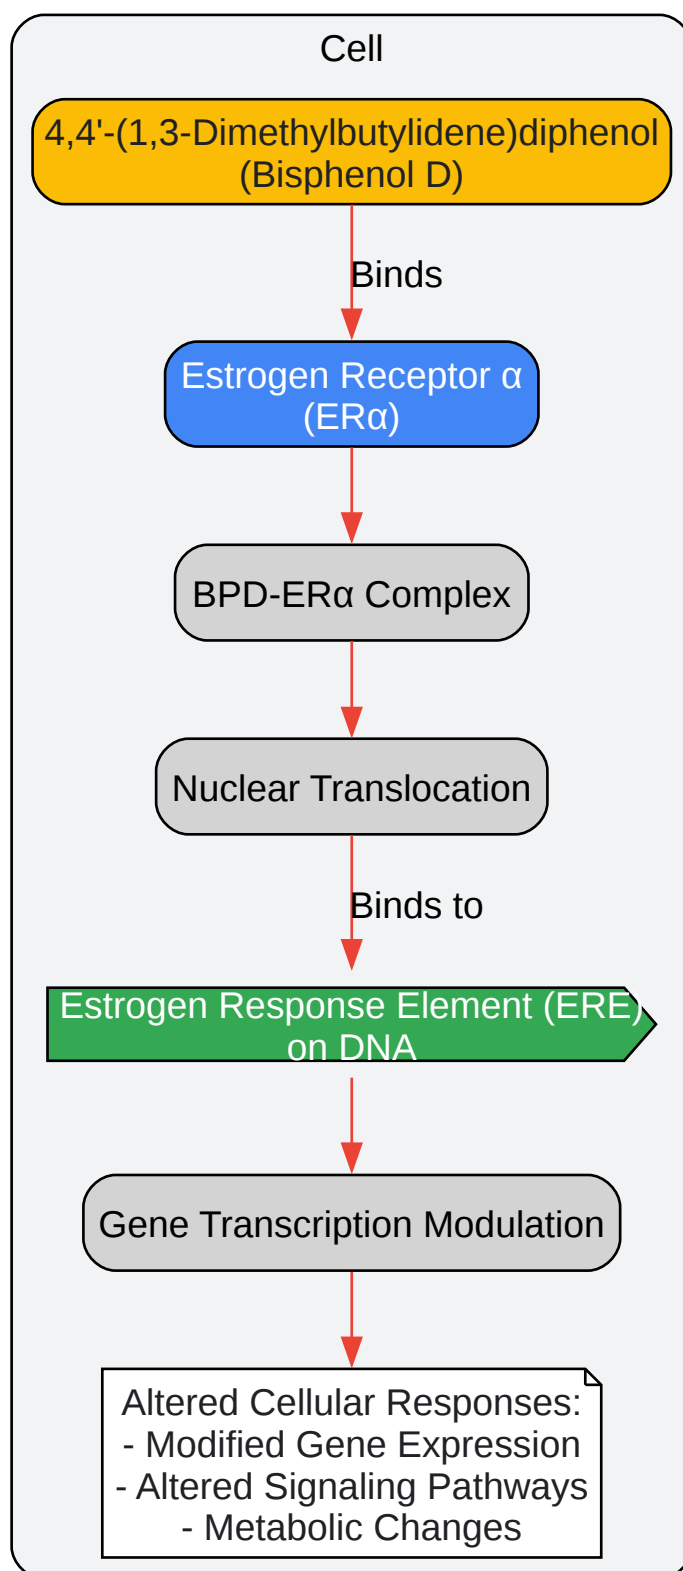 Cell
4,4'-(1,3-Dimethylbutylidene)diphenol
(Bisphenol D)
Binds
Estrogen Receptor α
(ERα)
BPD-ERα Complex
Nuclear Translocation
Binds to
Estrogen Response Element (ERE)
on DNA
Gene Transcription Modulation
Altered Cellular Responses:
- Modified Gene Expression
- Altered Signaling Pathways
- Metabolic Changes